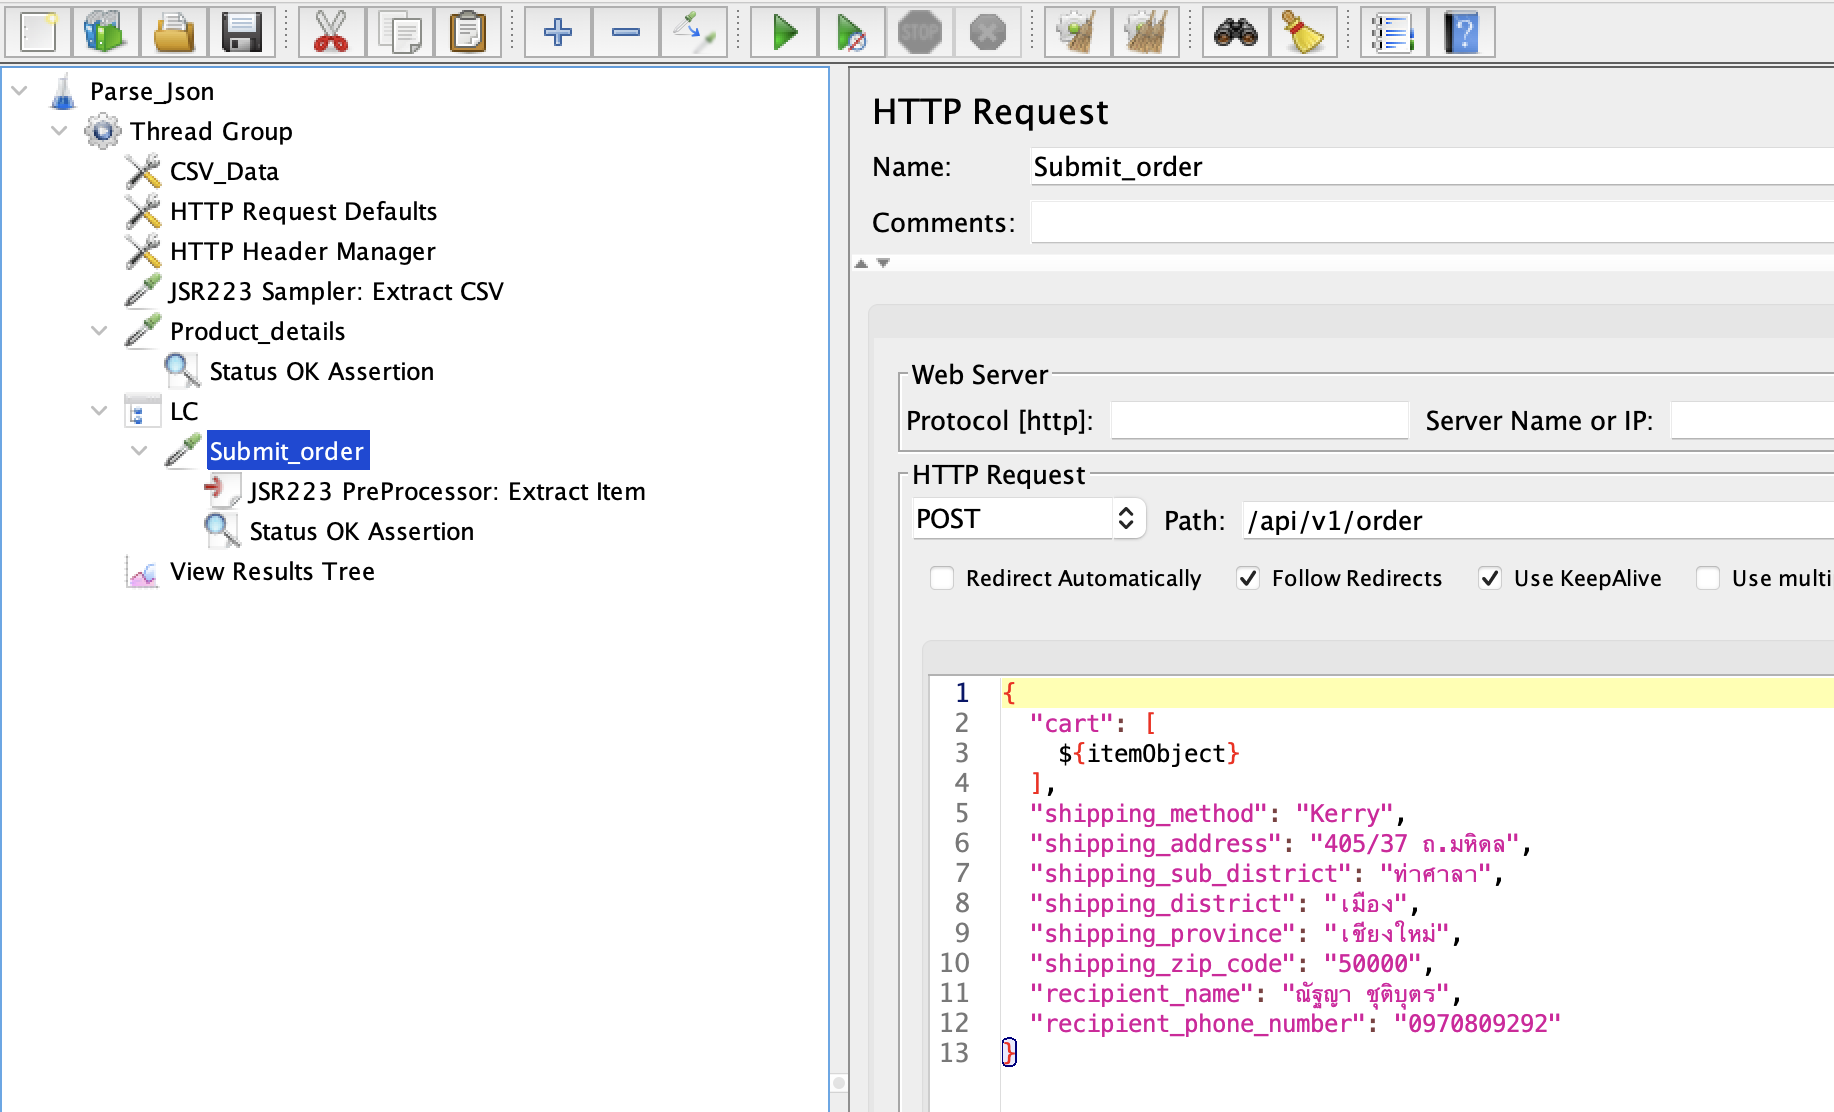 STOP
Parse_Json
Thread Group
CSV_Data
HTTP Request Defaults
HTTP Header Manager
JSR223 Sampler: Extract CSV
Product_details
Status OK Assertion
LC
Submit_order
JSR223 PreProcessor: Extract Item
Status OK Assertion
View Results Tree
HTTP Request
Name: Submit_order
Comments:
Web Server
Protocol [http]: Server Name or IP:
HTTP Request
POST Path: /api/v1/order
Redirect Automatically Follow Redirects Use KeepAlive Use multi
1 {
2 "cart": [
3 ${itemObject}
4 ],
5 "shipping_method": "Kerry",
6 "shipping_address": "405/37 ถ.มหิดล",
7 "shipping_sub_district": "ท่าศาลา",
8 "shipping_district": "เมือง",
9 "shipping_province": "เชียงใหม่",
10 "shipping_zip_code": "50000",
11 "recipient_name": "ณัฐญา ชุติบุตร",
12 "recipient_phone_number": "0970809292"
13 }